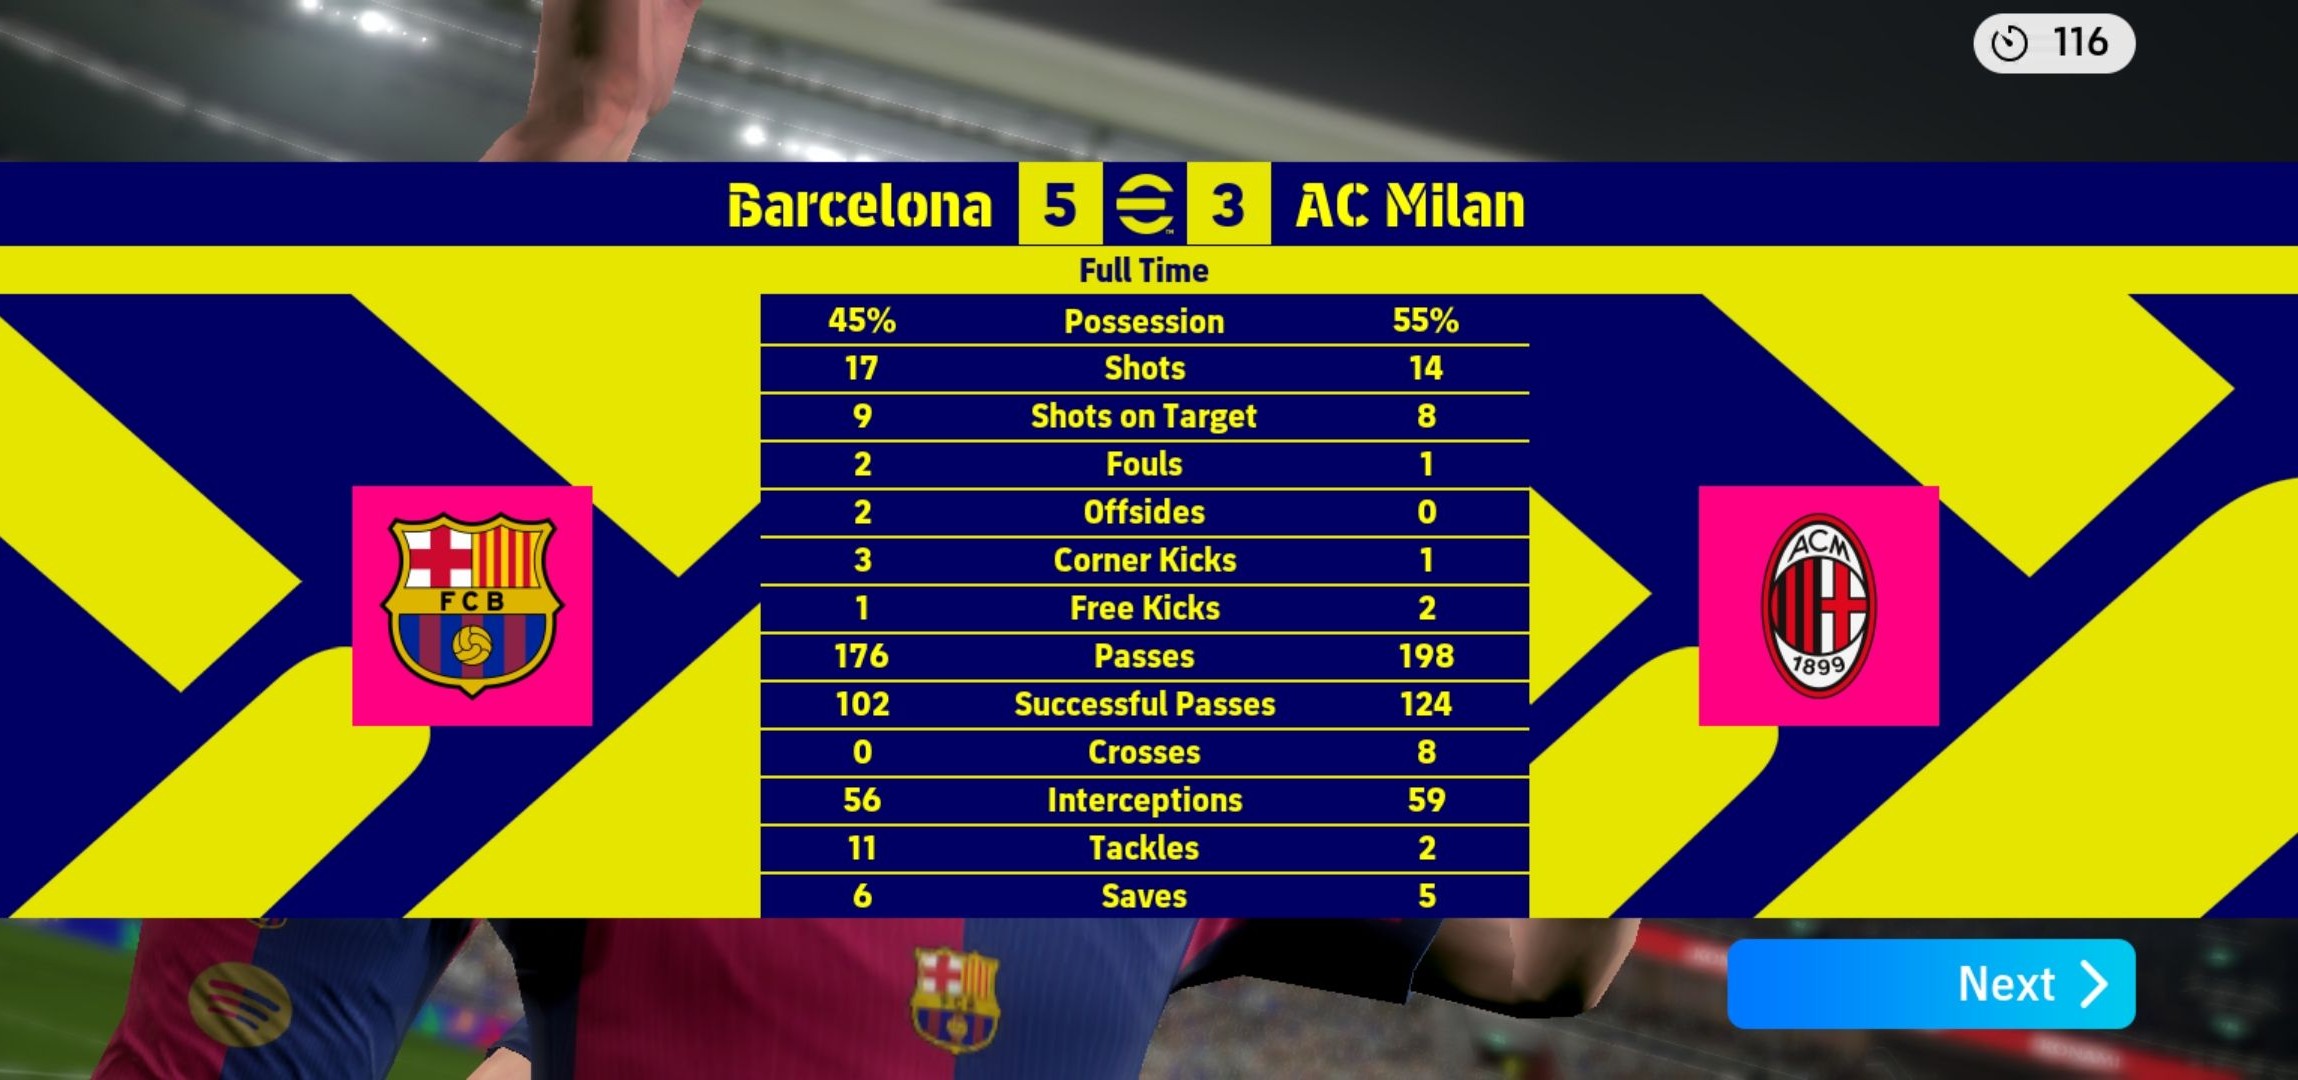 116
Barcelona 5 3 AC Milan
Full Time
45% Possession 55%
17 Shots 14
9 Shots on Target 8
2 Fouls 1
2 Offsides 0
3 Corner Kicks 1
1 Free Kicks 2
176 Passes 198
102 Successful Passes 124
0 Crosses 8
56 Interceptions 59
11 Tackles 2
6 Saves 5
FCB
ACM
1899
Next
KONAMI